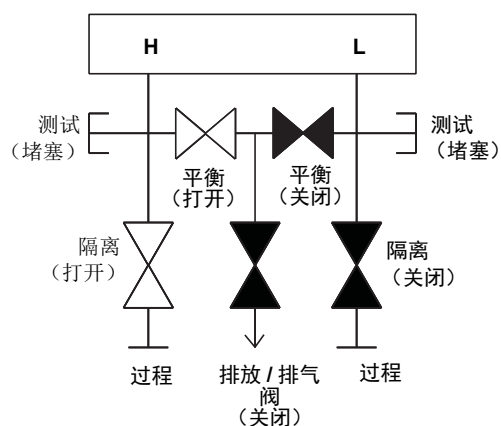 H
L
测试
（堵塞）
测试
（堵塞）
平衡
（打开）
平衡
（关闭）
隔离
（打开）
隔离
（关闭）
过程
排放 / 排气
阀
（关闭）
过程